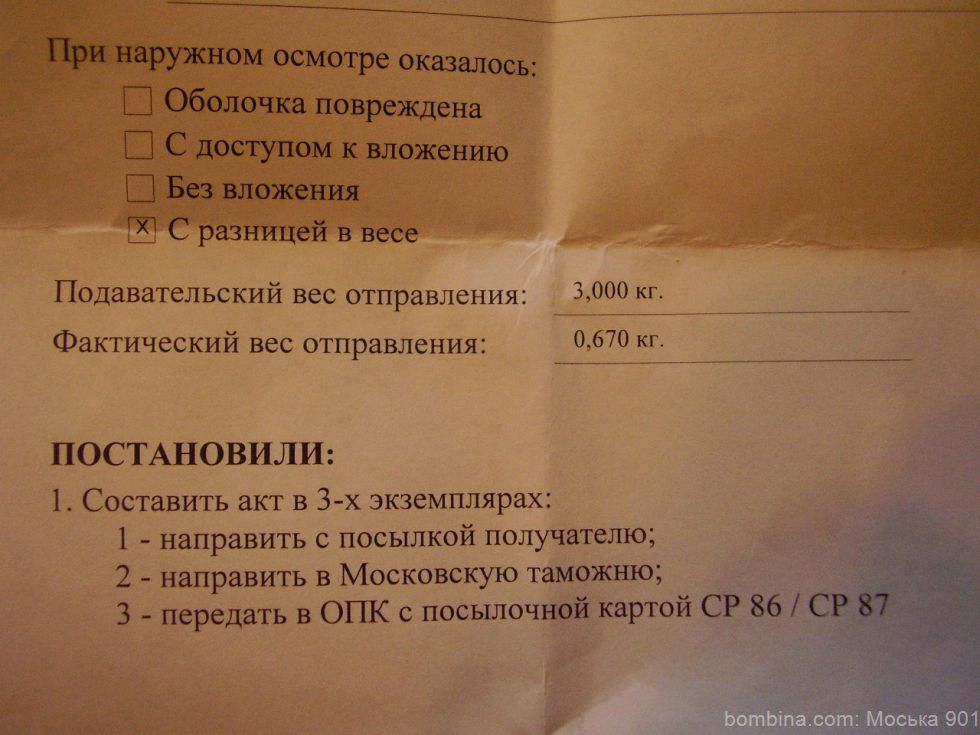 При наружном осмотре оказалось:
Оболочка повреждена
С доступом к вложению
Без вложения
X С разницей в весе
Подавательский вес отправления: 3,000 кг.
Фактический вес отправления: 0,670 кг.
ПОСТАНОВИЛИ:
1. Составить акт в 3-х экземплярах:
1 - направить с посылкой получателю;
2 - направить в Московскую таможню;
3 - передать в ОПК с посылочной картой СР 86 / СР 87
bombina.com: Моська 901